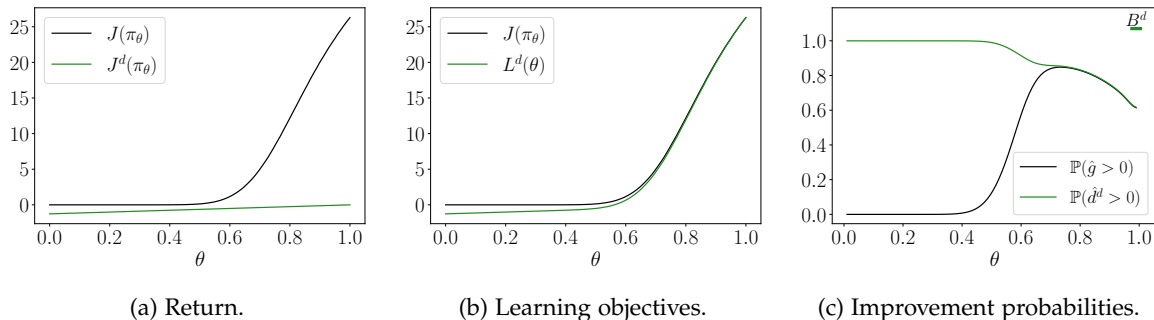 25
20
15
10
5
0
J(π_θ)
J^d(π_θ)
0.0 0.2 0.4 0.6 0.8 1.0
θ
(a) Return.
25
20
15
10
5
0
J(π_θ)
L^d(θ)
0.0 0.2 0.4 0.6 0.8 1.0
θ
(b) Learning objectives.
B^d
1.0
0.8
0.6
0.4
0.2
0.0
ℙ(ĝ > 0)
ℙ(d̂^d > 0)
0.0 0.2 0.4 0.6 0.8 1.0
θ
(c) Improvement probabilities.